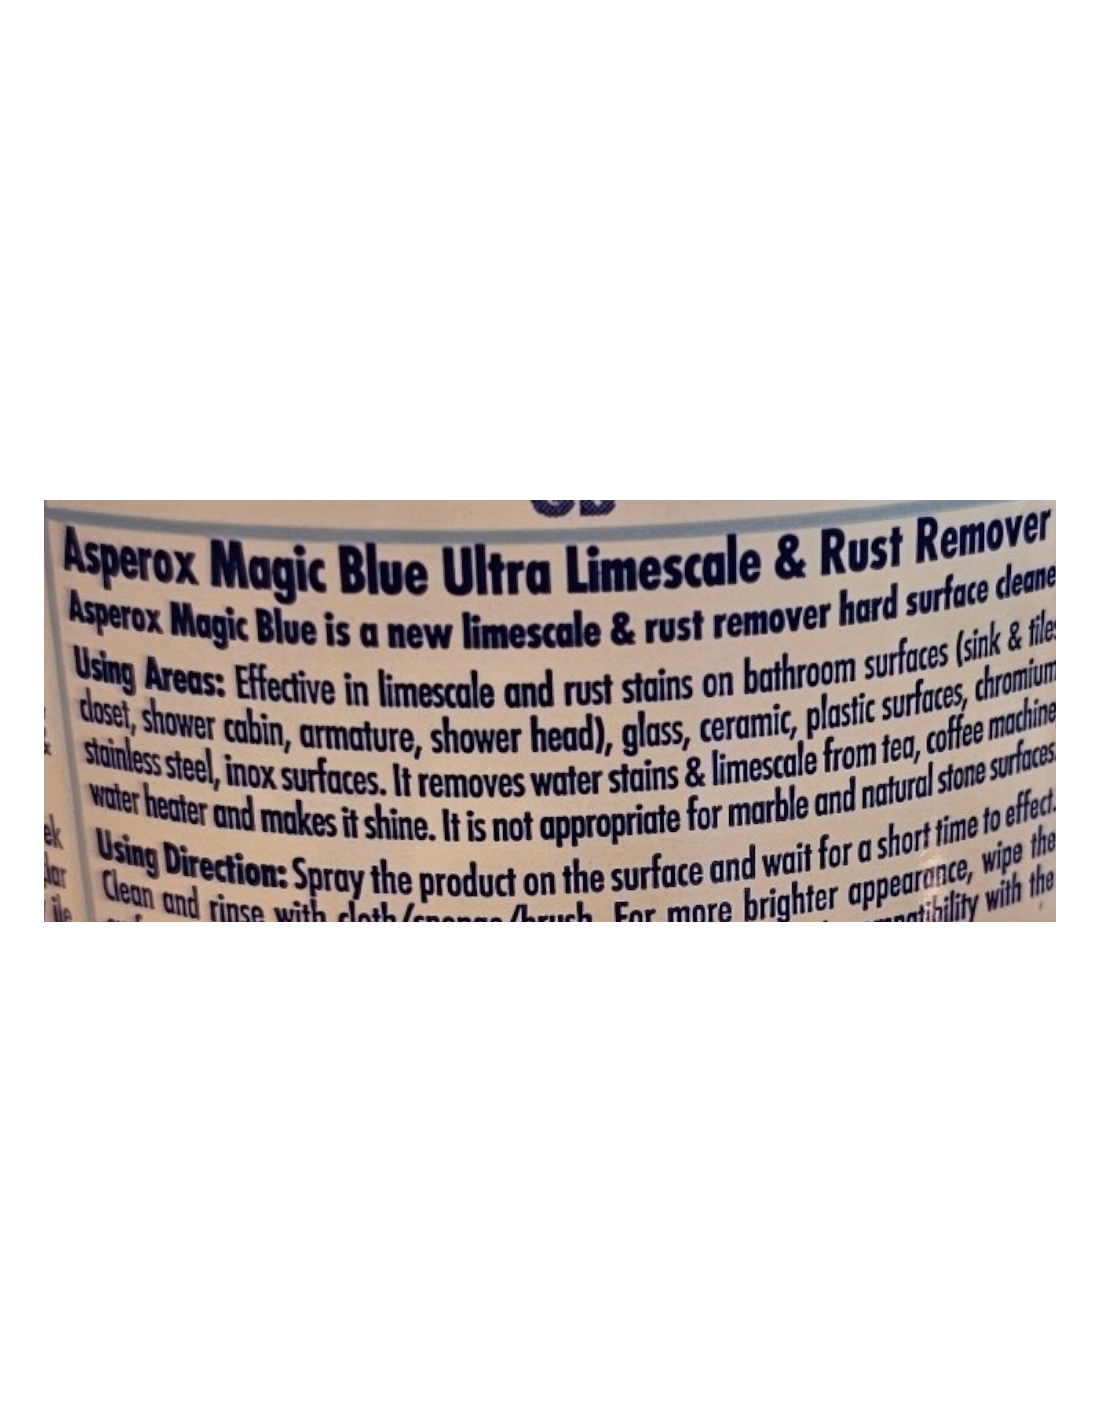 GB
Asperox Magic Blue Ultra Limescale & Rust Remover
Asperox Magic Blue is a new limescale & rust remover hard surface cleane
Using Areas: Effective in limescale and rust stains on bathroom surfaces (sink & tile
closet, shower cabin, armature, shower head), glass, ceramic, plastic surfaces, chromium
stainless steel, inox surfaces. It removes water stains & limescale from tea, coffee machine
water heater and makes it shine. It is not appropriate for marble and natural stone surfaces.
Using Direction: Spray the product on the surface and wait for a short time to effect.
Clean and rinse with cloth/sponge/brush. For more brighter appearance, wipe the
with the
ek
lar
ile